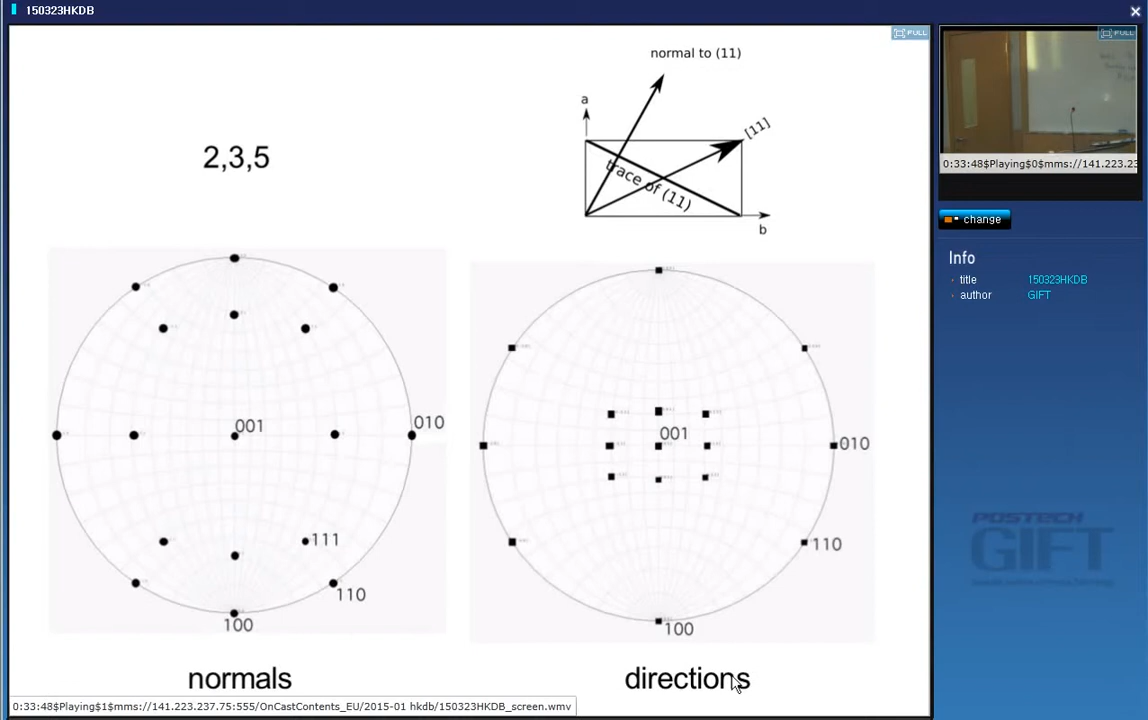 150323HKDB
FULL
normal to (11)
a
[11]
2,3,5
trace of (11)
b
001
010
111
110
100
001
010
110
100
normals
directions
0:33:48$Playing$1$mms://141.223.237.75:555/OnCastContents_EU/2015-01 hkdb/150323HKDB_screen.wmv
FULL
0:33:48$Playing$0$mms://141.223.23
change
Info
title 150323HKDB
author GIFT
POSTECH
GIFT